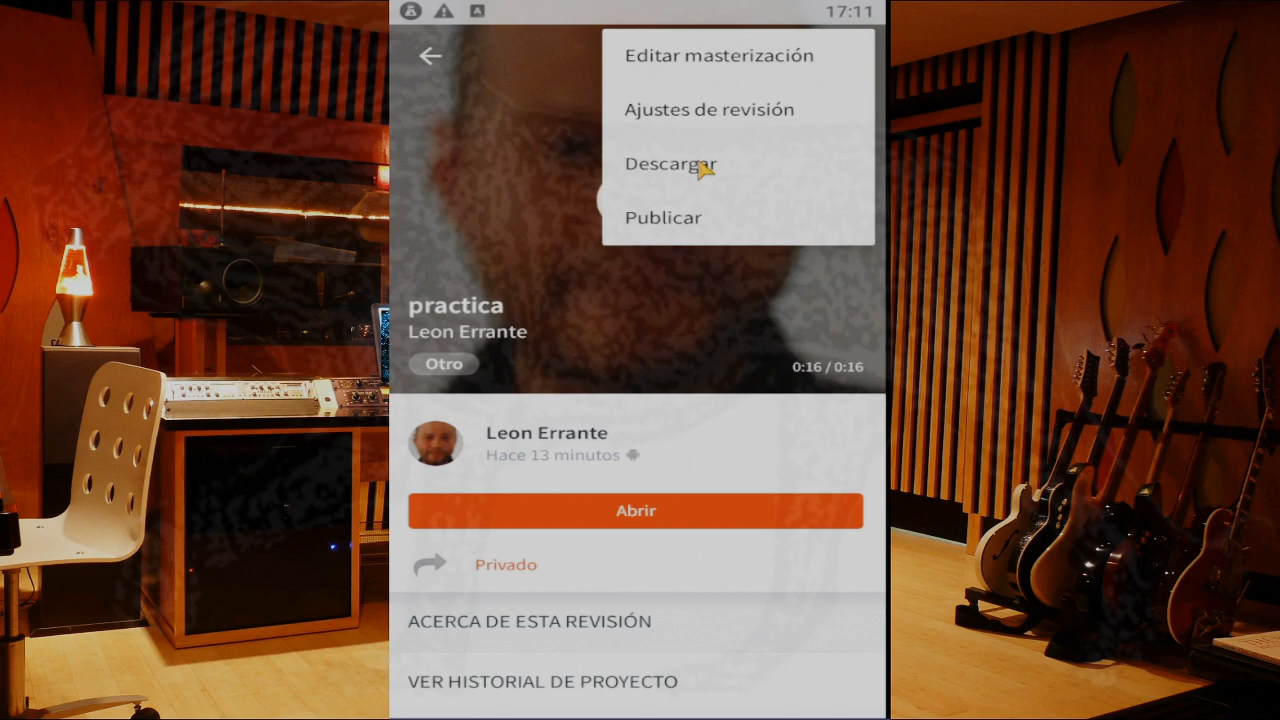 17:11
Editar masterización
Ajustes de revisión
Descargar
Publicar
practica
Leon Errante
Otro
0:16 / 0:16
Leon Errante
Hace 13 minutos
Abrir
Privado
ACERCA DE ESTA REVISIÓN
VER HISTORIAL DE PROYECTO